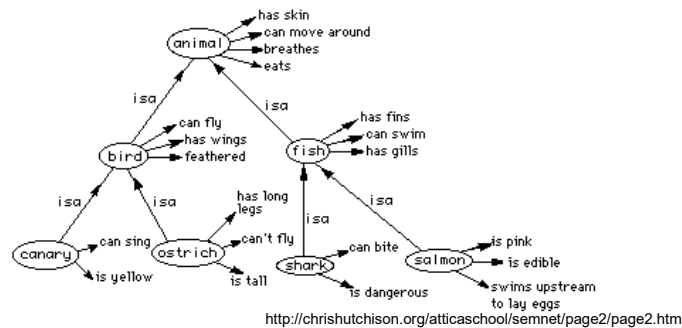 has skin
can move around
animal
breathes
eats
isa
isa
can fly
has wings
bird
feathered
has fins
can swim
fish
has gills
isa
isa
isa
isa
has long
legs
can sing
canary
is yellow
can't fly
ostrich
is tall
can bite
shark
is dangerous
is pink
salmon
is edible
swims upstream
to lay eggs
http://chrishutchison.org/atticaschool/semnet/page2/page2.htm